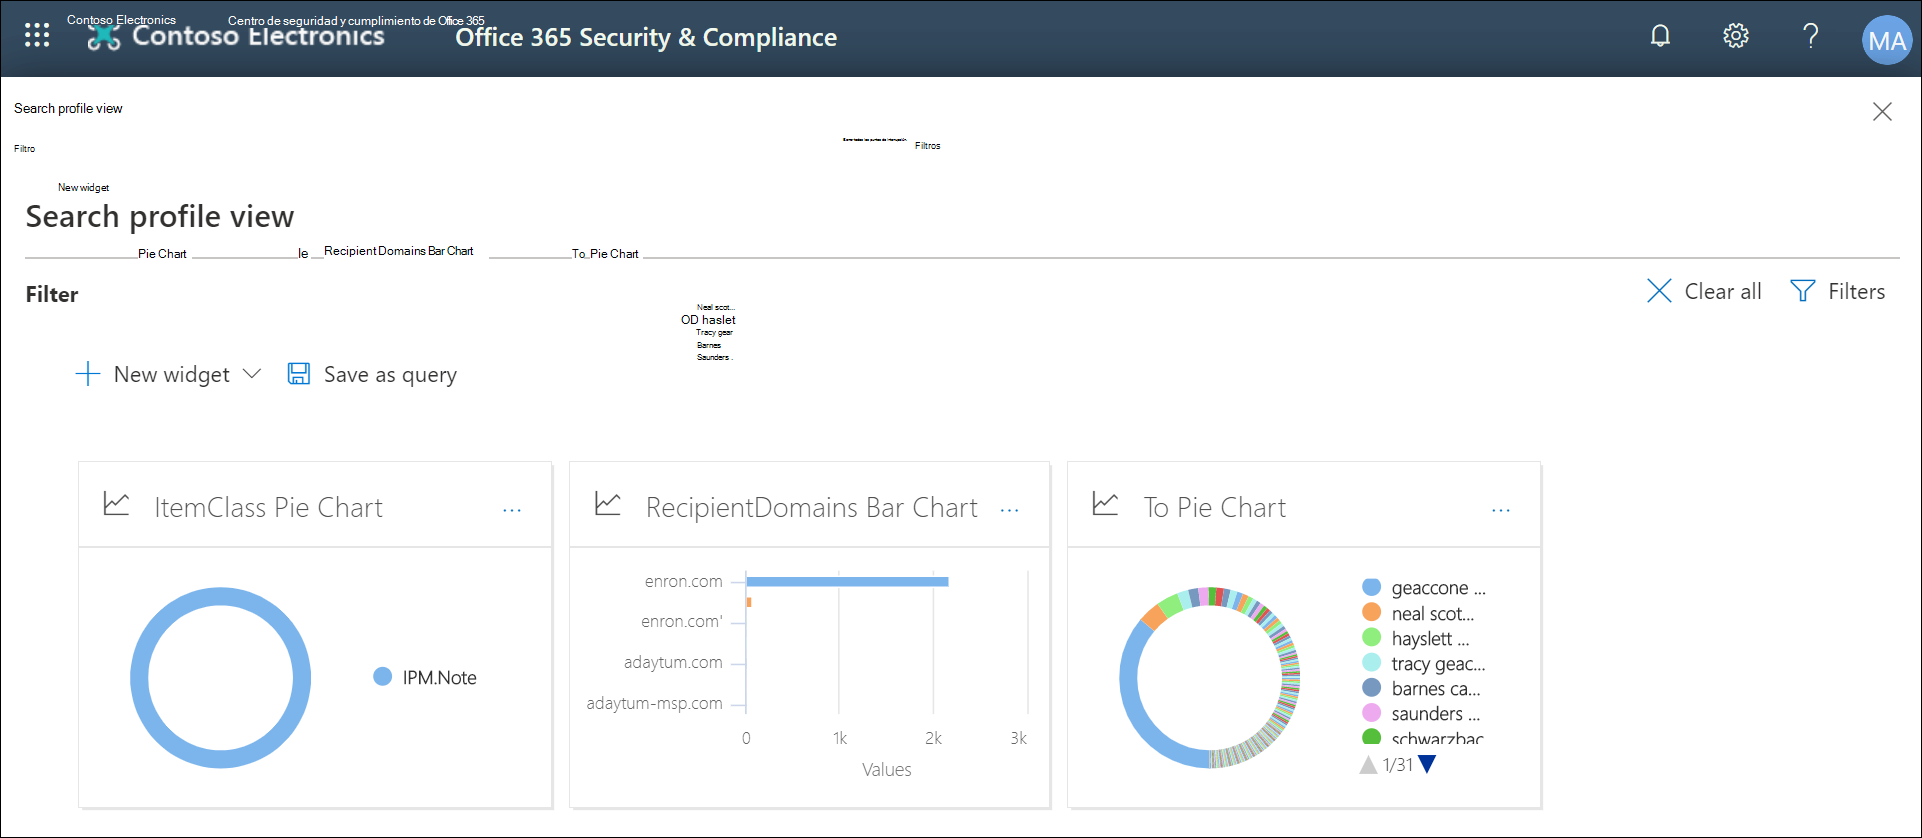 Contoso Electronics
Centro de seguridad y cumplimiento de Office 365
Contoso Electronics
Office 365 Security & Compliance
MA
Search profile view
Filtro
Filtros
New widget
Search profile view
Pie Chart
le
Recipient Domains Bar Chart
To_Pie Chart
Filter
Clear all
Filters
Neal scot...
OD haslet
Tracy gear
Barnes
Saunders .
New widget
Save as query
ItemClass Pie Chart
...
RecipientDomains Bar Chart
...
To Pie Chart
...
IPM.Note
enron.com
enron.com'
adaytum.com
adaytum-msp.com
0
1k
2k
3k
Values
geaccone ...
neal scot...
hayslett ...
tracy geac...
barnes ca...
saunders ...
schwarzbac
1/31